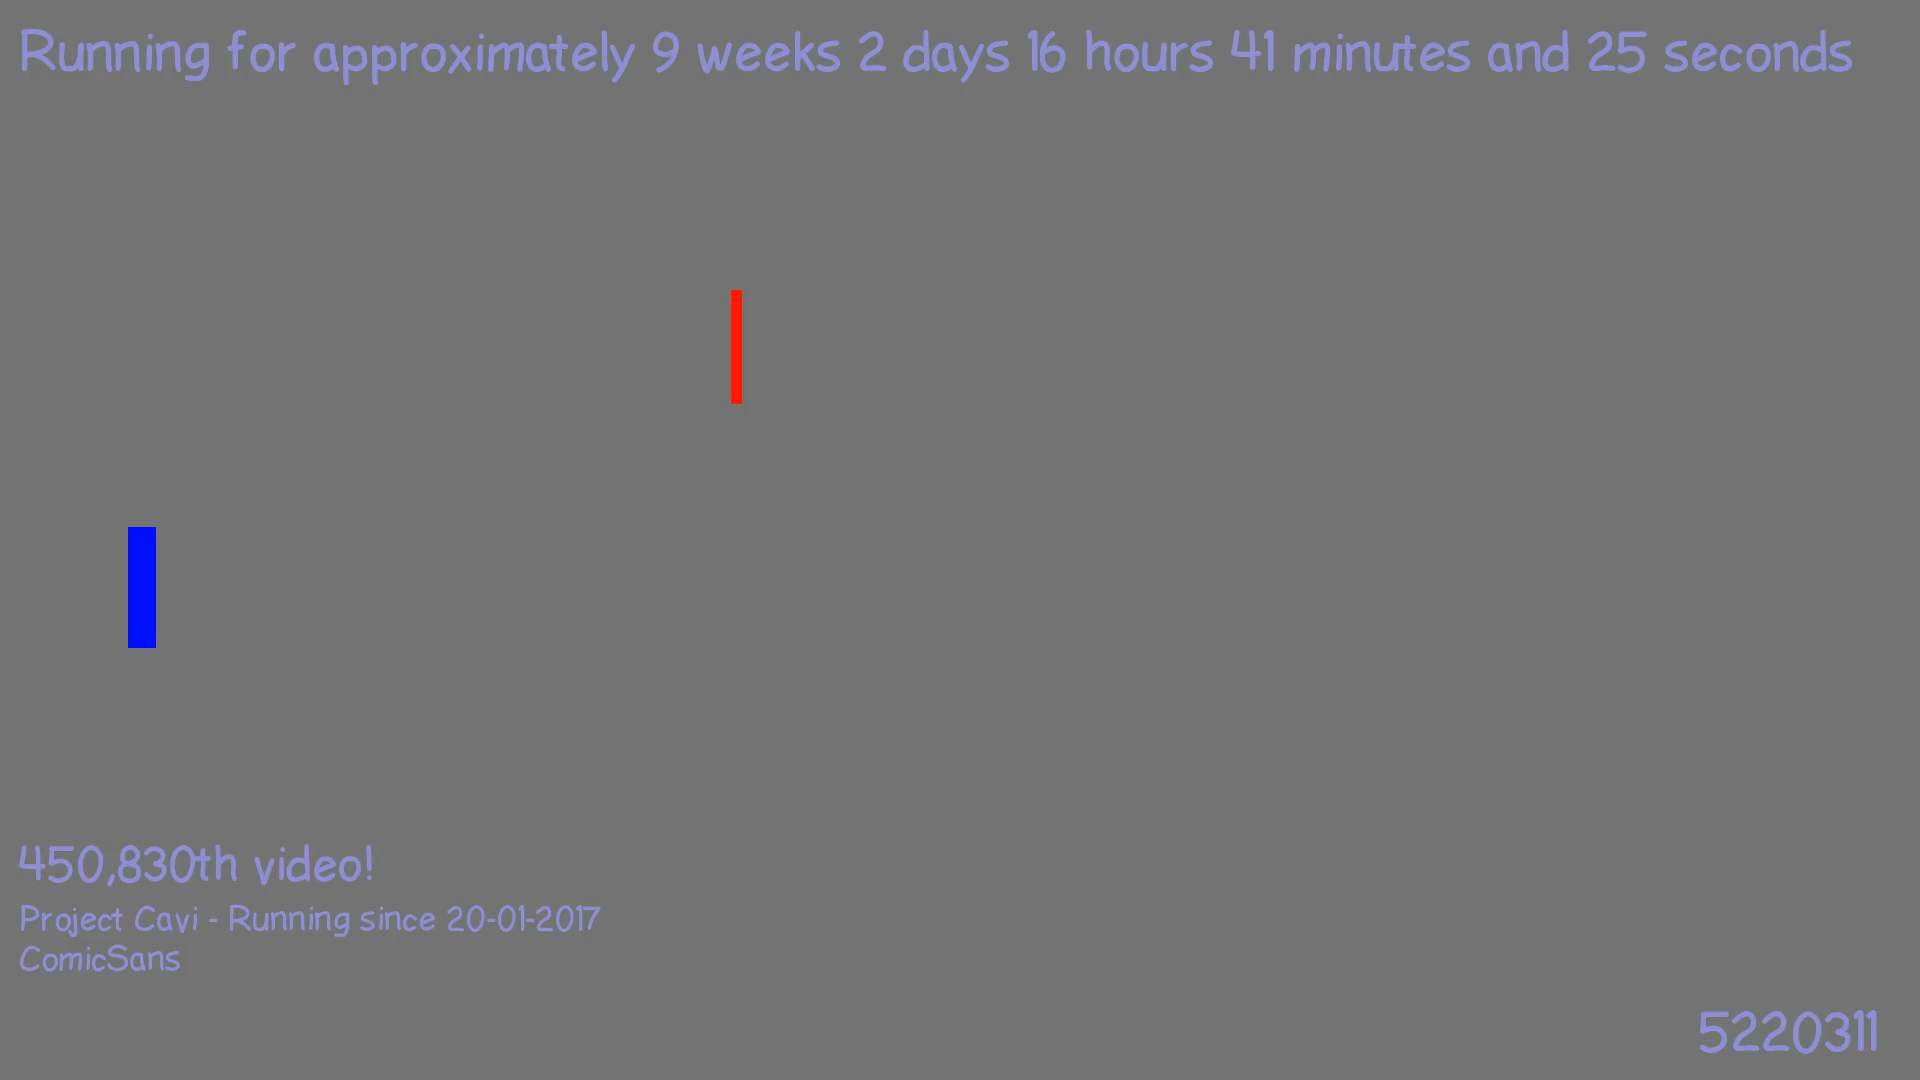 Running for approximately 9 weeks 2 days 16 hours 41 minutes and 25 seconds
450,830th video!
Project Cavi - Running since 20-01-2017
ComicSans
5220311